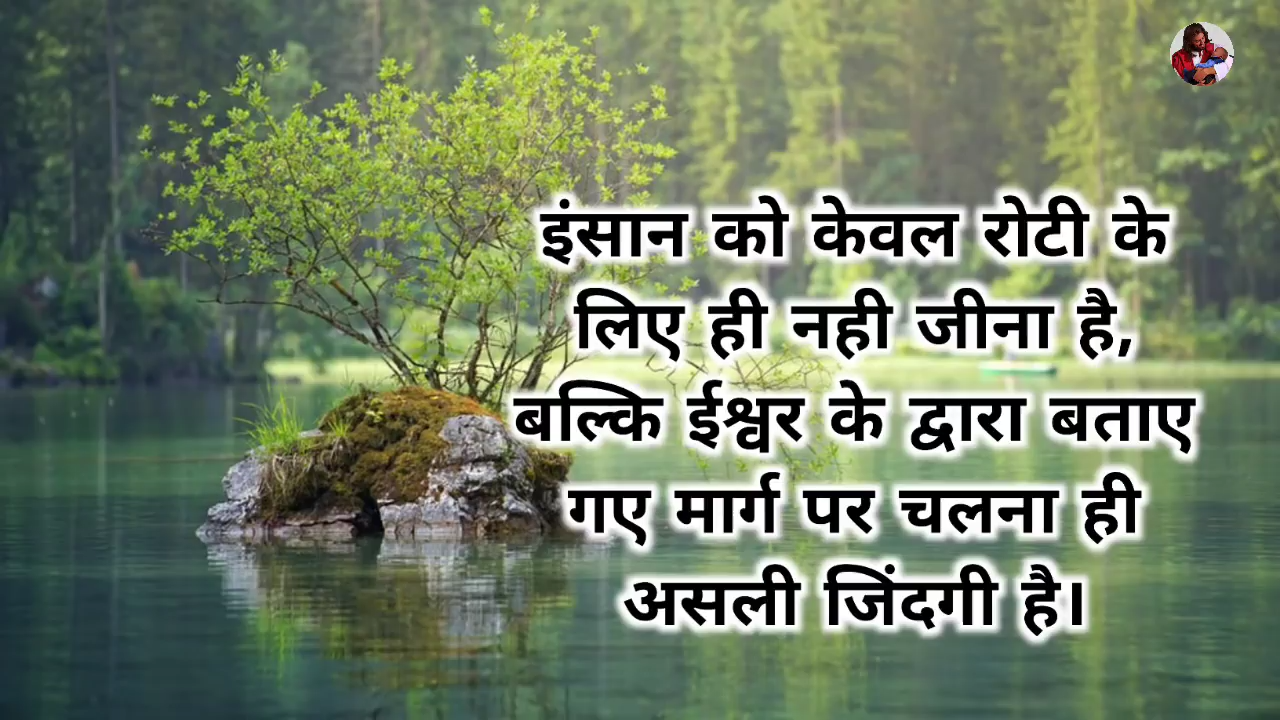 इंसान को केवल रोटी के
लिए ही नही जीना है,
बल्कि ईश्वर के द्वारा बताए
गए मार्ग पर चलना ही
असली जिंदगी है।